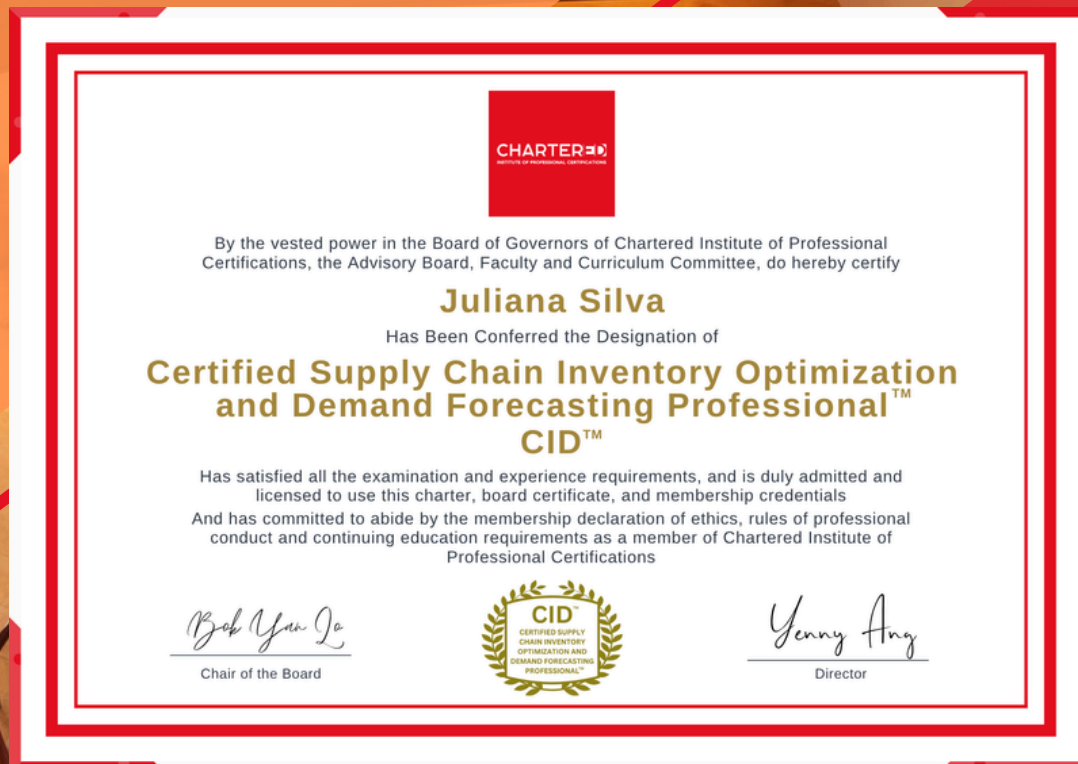 CHARTERED
INSTITUTE OF PROFESSIONAL CERTIFICATIONS
By the vested power in the Board of Governors of Chartered Institute of Professional
Certifications, the Advisory Board, Faculty and Curriculum Committee, do hereby certify
Juliana Silva
Has Been Conferred the Designation of
Certified Supply Chain Inventory Optimization
and Demand Forecasting Professional™
CID™
Has satisfied all the examination and experience requirements, and is duly admitted and
licensed to use this charter, board certificate, and membership credentials
And has committed to abide by the membership declaration of ethics, rules of professional
conduct and continuing education requirements as a member of Chartered Institute of
Professional Certifications
Bok Yan Lo
Chair of the Board
CID™
CERTIFIED SUPPLY
CHAIN INVENTORY
OPTIMIZATION AND
DEMAND FORECASTING
PROFESSIONAL™
Yenny Ang
Director